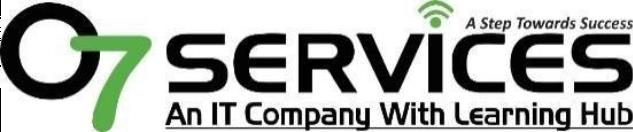 A Step Towards Success
O7 SERVICES
An IT Company With Learning Hub